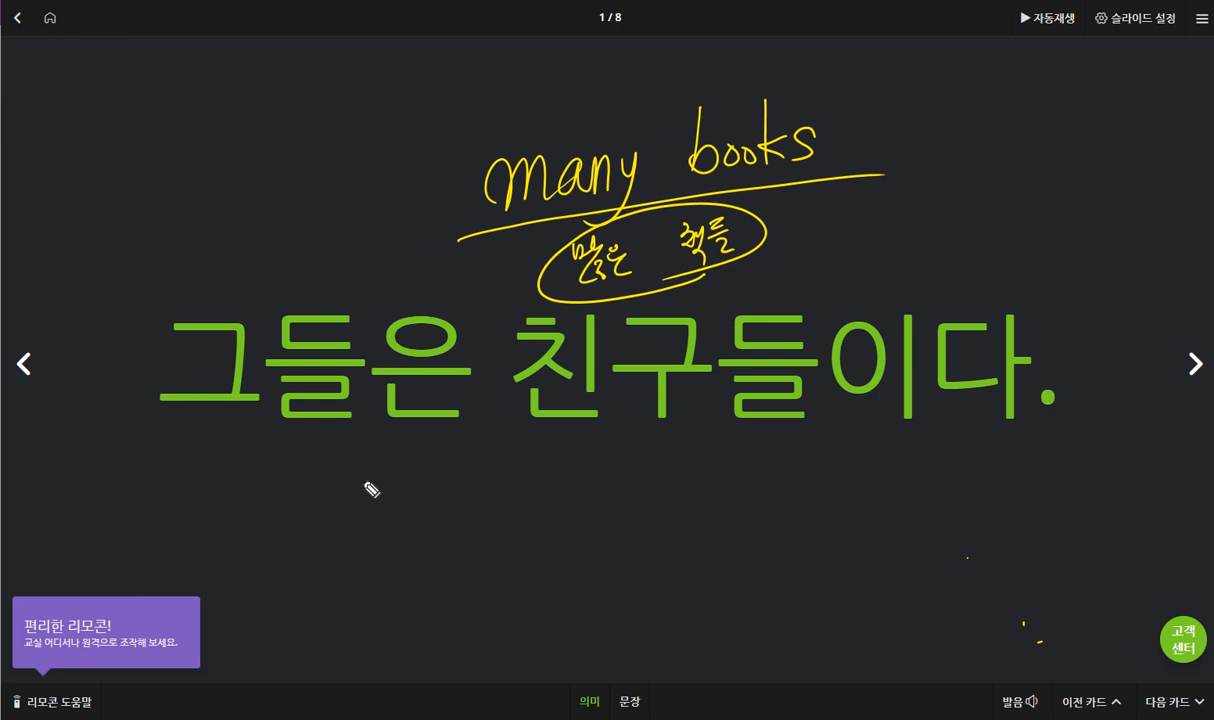 1 / 8
자동재생
슬라이드 설정
many books
많은 책들
그들은 친구들이다.
편리한 리모콘!
교실 어디서나 원격으로 조작해 보세요.
고객
센터
리모콘 도움말
의미
문장
발음
이전 카드
다음 카드